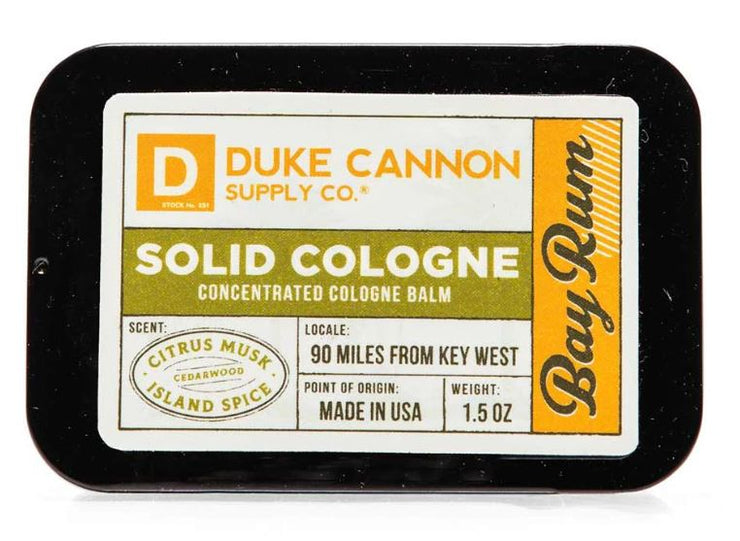 D
STOCK No. 251
DUKE CANNON
SUPPLY CO.®
SOLID COLOGNE
CONCENTRATED COLOGNE BALM
SCENT:
CITRUS MUSK
CEDARWOOD
ISLAND SPICE
LOCALE:
90 MILES FROM KEY WEST
POINT OF ORIGIN:
MADE IN USA
WEIGHT:
1.5 OZ
Bay Rum